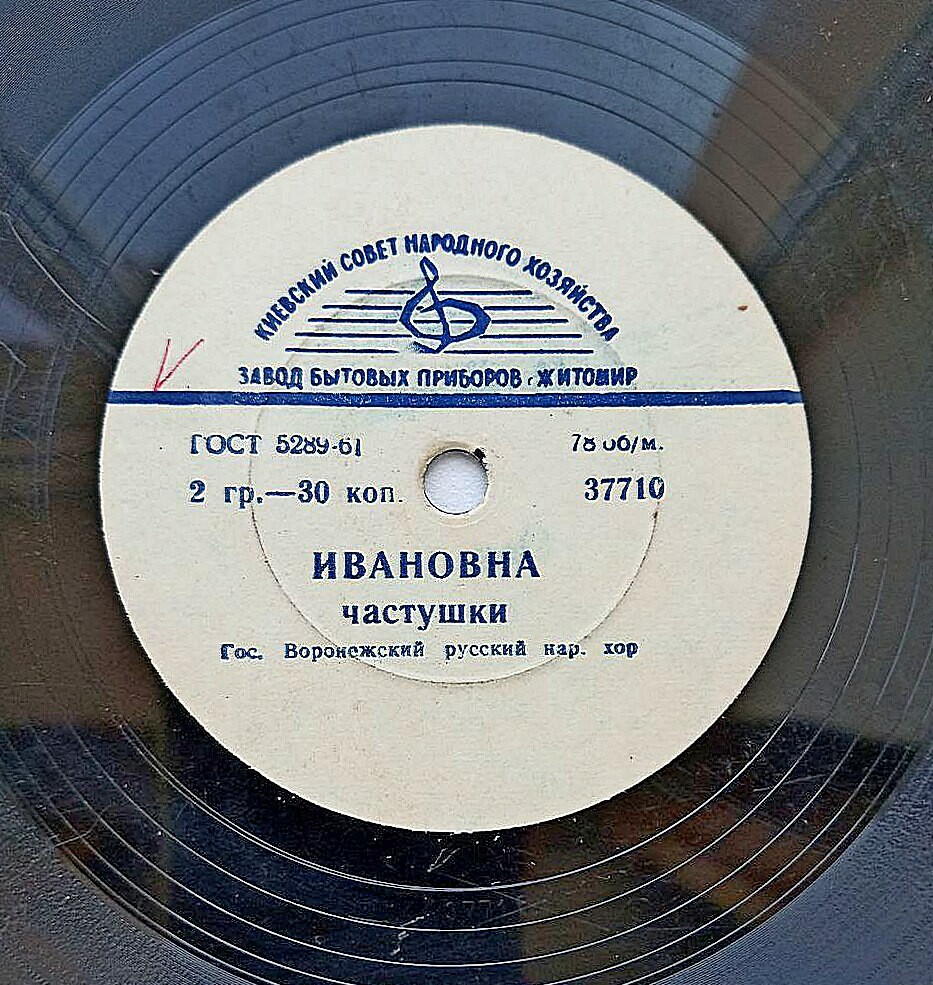 КИЕВСКИЙ СОВЕТ НАРОДНОГО ХОЗЯЙСТВА
ЗАВОД БЫТОВЫХ ПРИБОРОВ г ЖИТОМИР
ГОСТ 5289-61 78 об/м.
2 гр.—30 коп. 37710
ИВАНОВНА
частушки
Гос. Воронежский русский нар. хор